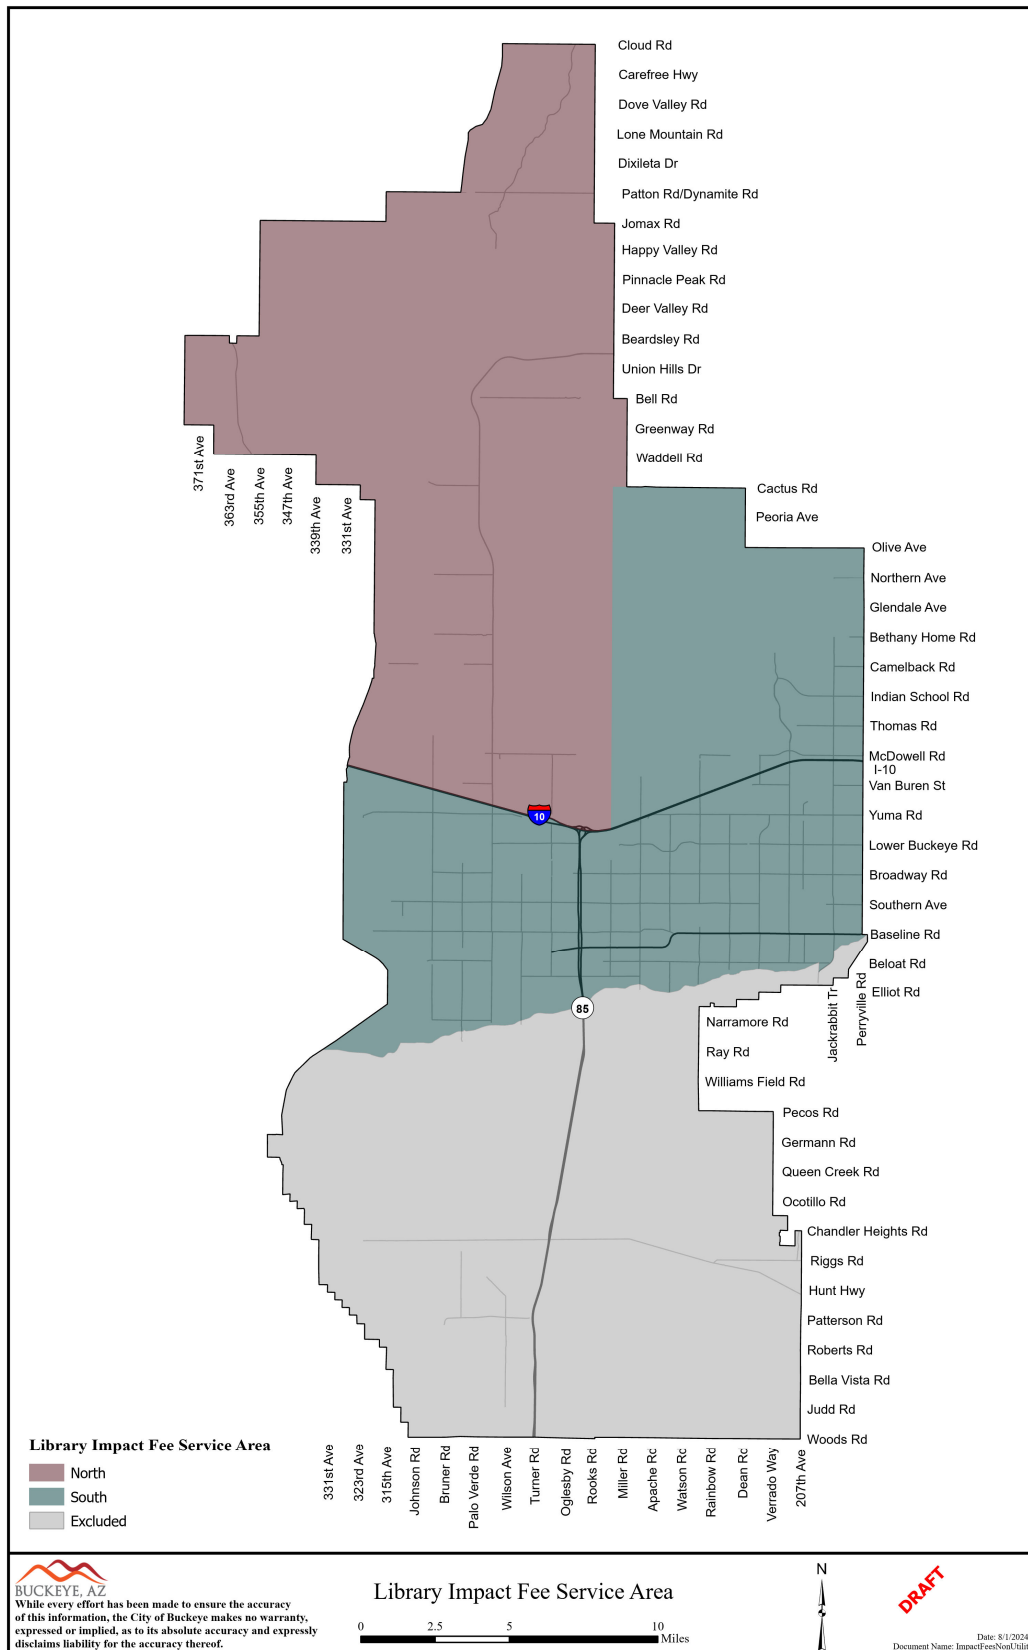 Cloud Rd
Carefree Hwy
Dove Valley Rd
Lone Mountain Rd
Dixileta Dr
Patton Rd/Dynamite Rd
Jomax Rd
Happy Valley Rd
Pinnacle Peak Rd
Deer Valley Rd
Beardsley Rd
Union Hills Dr
Bell Rd
Greenway Rd
Waddell Rd
371st Ave
363rd Ave
355th Ave
347th Ave
339th Ave
331st Ave
Cactus Rd
Peoria Ave
Olive Ave
Northern Ave
Glendale Ave
Bethany Home Rd
Camelback Rd
Indian School Rd
Thomas Rd
McDowell Rd
I-10
Van Buren St
10
Yuma Rd
Lower Buckeye Rd
Broadway Rd
Southern Ave
Baseline Rd
Beloat Rd
Elliot Rd
Jackrabbit Tr
Perryville Rd
85
Narramore Rd
Ray Rd
Williams Field Rd
Pecos Rd
Germann Rd
Queen Creek Rd
Ocotillo Rd
Chandler Heights Rd
Riggs Rd
Hunt Hwy
Patterson Rd
Roberts Rd
Bella Vista Rd
Judd Rd
Woods Rd
331st Ave
323rd Ave
315th Ave
Johnson Rd
Bruner Rd
Palo Verde Rd
Wilson Ave
Turner Rd
Oglesby Rd
Rooks Rd
Miller Rd
Apache Rc
Watson Rc
Rainbow Rd
Dean Rc
Verrado Way
207th Ave
Library Impact Fee Service Area
North
South
Excluded
BUCKEYE, AZ
While every effort has been made to ensure the accuracy
of this information, the City of Buckeye makes no warranty,
expressed or implied, as to its absolute accuracy and expressly
disclaims liability for the accuracy thereof.
Library Impact Fee Service Area
0 2.5 5 10
Miles
N
DRAFT
Date: 8/1/2024
Document Name: ImpactFeesNonUtilit